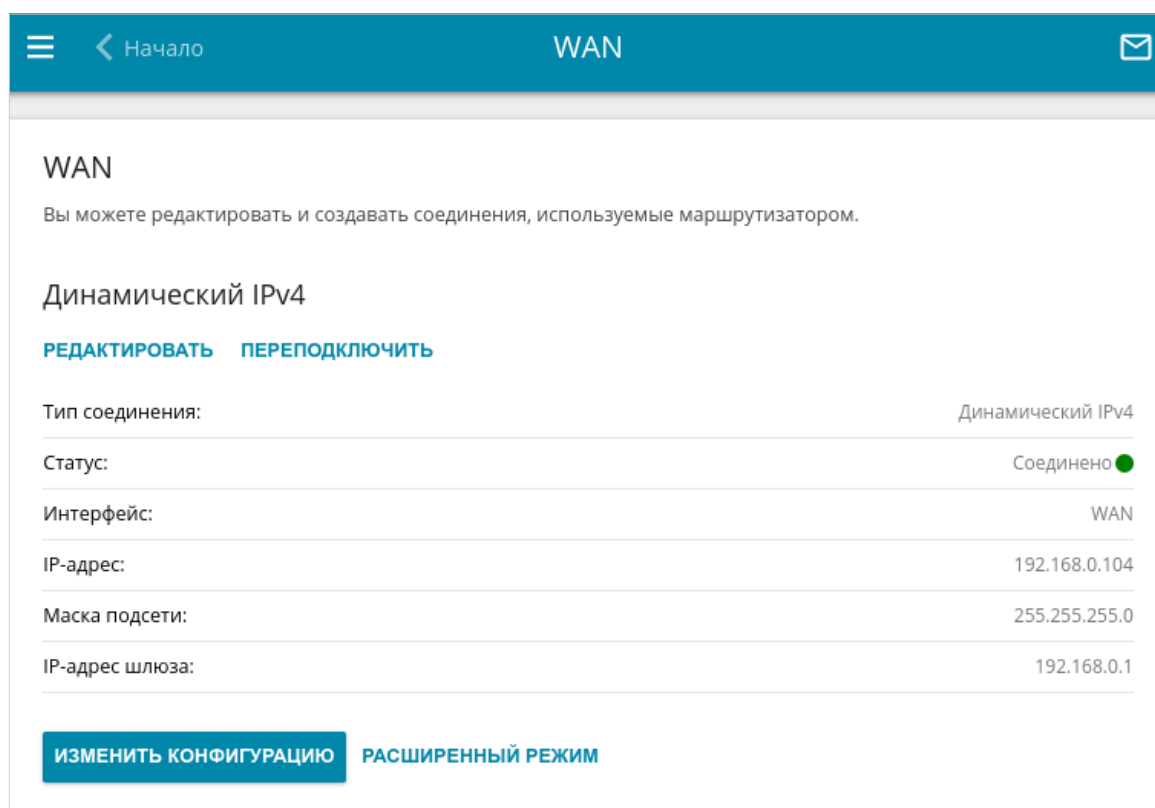 Начало
WAN
WAN
Вы можете редактировать и создавать соединения, используемые маршрутизатором.
Динамический IPv4
РЕДАКТИРОВАТЬ ПЕРЕПОДКЛЮЧИТЬ
Тип соединения: Динамический IPv4
Статус: Соединено
Интерфейс: WAN
IP-адрес: 192.168.0.104
Маска подсети: 255.255.255.0
IP-адрес шлюза: 192.168.0.1
ИЗМЕНИТЬ КОНФИГУРАЦИЮ РАСШИРЕННЫЙ РЕЖИМ